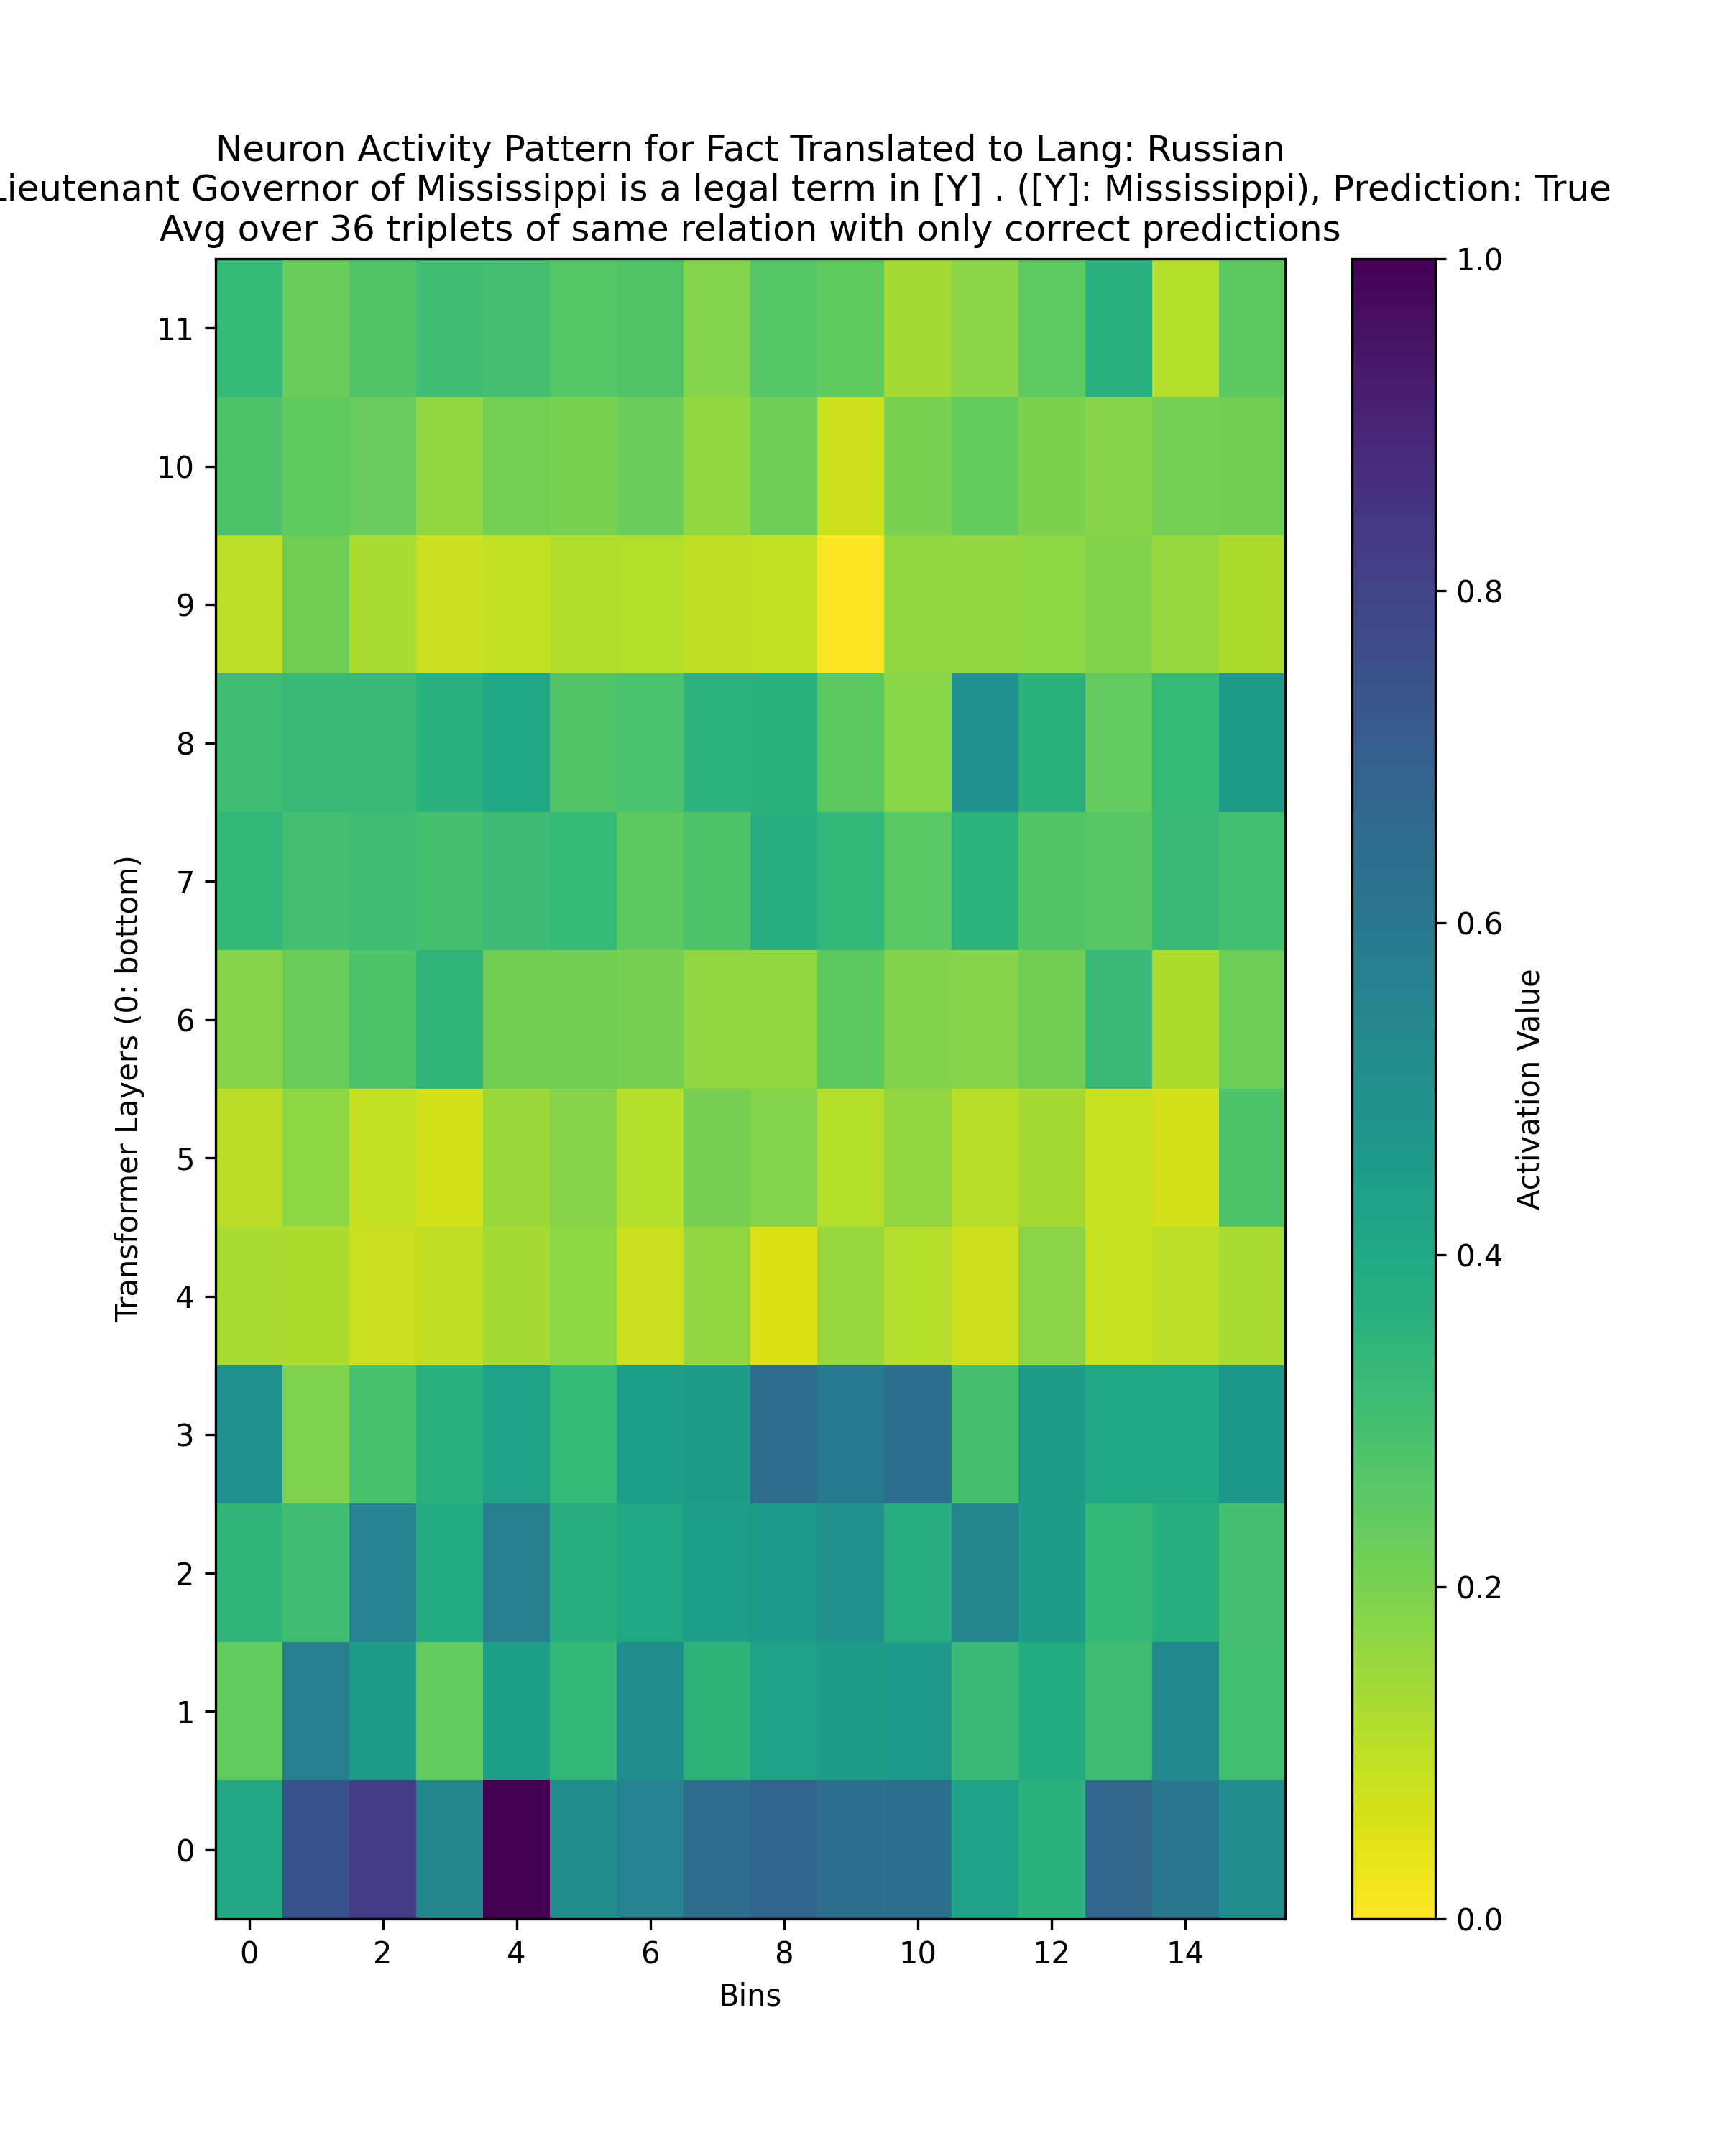 Neuron Activity Pattern for Fact Translated to Lang: Russian
Lieutenant Governor of Mississippi is a legal term in [Y] . ([Y]: Mississippi), Prediction: True
Avg over 36 triplets of same relation with only correct predictions
Transformer Layers (0: bottom)
11
10
9
8
7
6
5
4
3
2
1
0
0 2 4 6 8 10 12 14
Bins
1.0
0.8
0.6
0.4
0.2
0.0
Activation Value